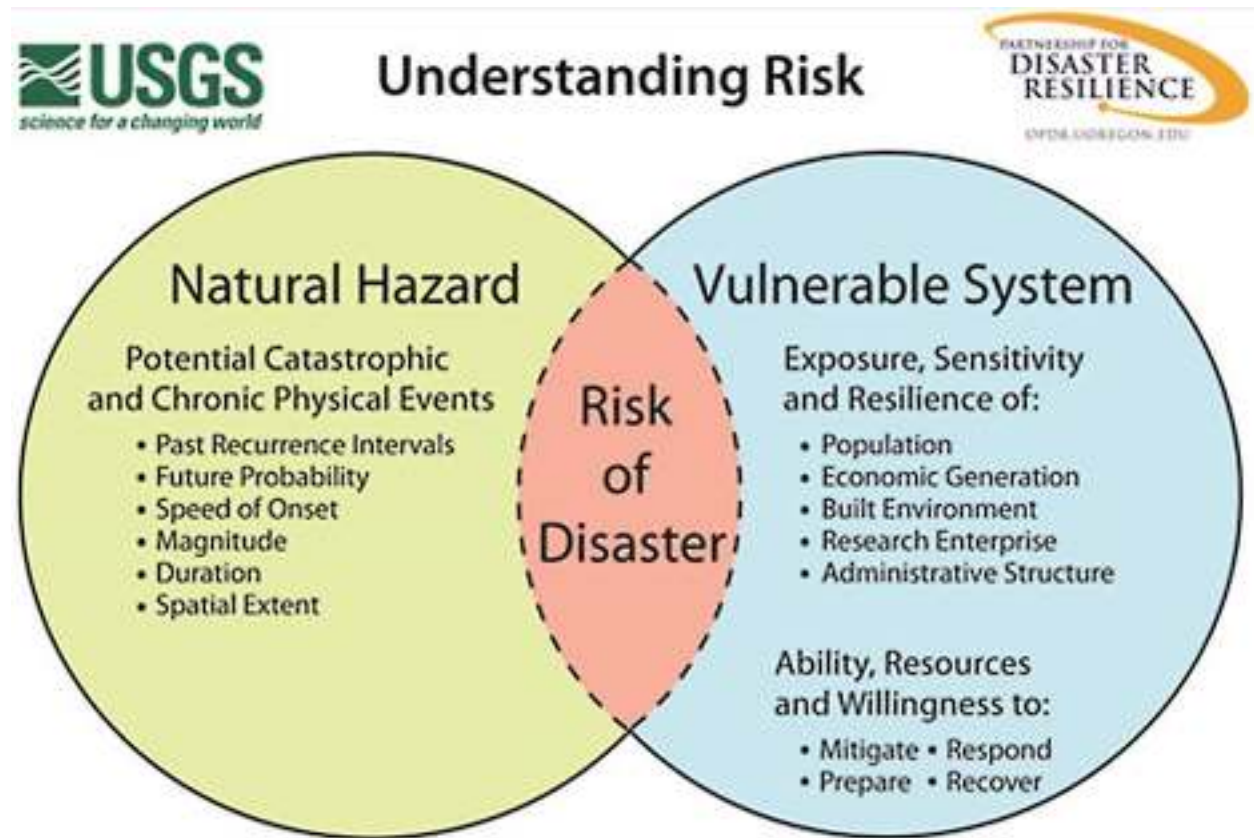 USGS
science for a changing world
Understanding Risk
PARTNERSHIP FOR
DISASTER
RESILIENCE
OPDR.UOREGON.EDU
Natural Hazard
Potential Catastrophic
and Chronic Physical Events
• Past Recurrence Intervals
• Future Probability
• Speed of Onset
• Magnitude
• Duration
• Spatial Extent
Risk
of
Disaster
Vulnerable System
Exposure, Sensitivity
and Resilience of:
• Population
• Economic Generation
• Built Environment
• Research Enterprise
• Administrative Structure
Ability, Resources
and Willingness to:
• Mitigate • Respond
• Prepare • Recover